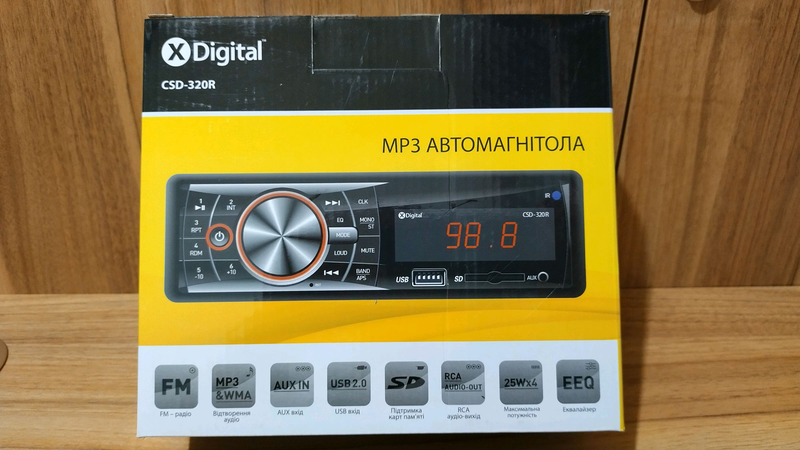 X Digital™
CSD-320R
MP3 АВТОМАГНІТОЛА
1
2
INT
CLK
IR
3
RPT
EQ
MONO
ST
X Digital
CSD-320R
MODE
98.8
4
RDM
LOUD
MUTE
5
-10
6
+10
BAND
APS
USB
SD
AUX
FM
MP3
&WMA
AUX IN
USB 2.0
SD
RCA
AUDIO-OUT
25Wx4
EEQ
FM – радіо
Відтворення
аудіо
AUX вхід
USB вхід
Підтримка
карт пам'яті
RCA
аудіо-вихід
Максимальна
потужність
Еквалайзер